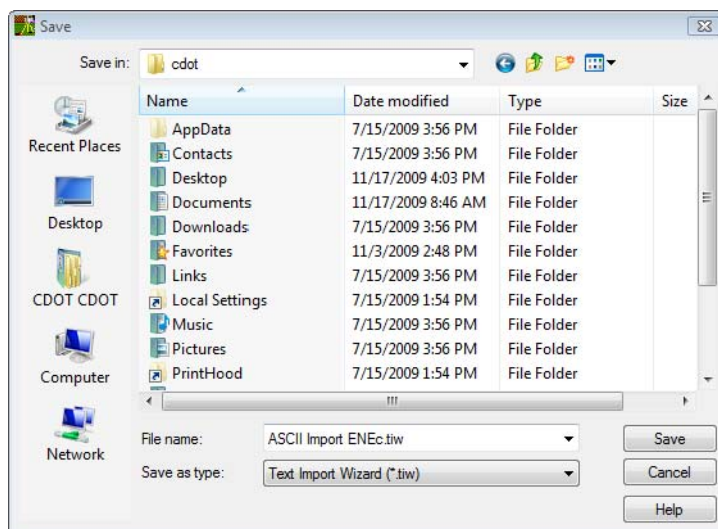 Save
Save in: cdot
Name Date modified Type Size
AppData 7/15/2009 3:56 PM File Folder
Contacts 7/15/2009 3:56 PM File Folder
Desktop 11/17/2009 4:03 PM File Folder
Documents 11/17/2009 8:46 AM File Folder
Downloads 7/15/2009 3:56 PM File Folder
Favorites 11/3/2009 2:48 PM File Folder
Links 7/15/2009 3:56 PM File Folder
Local Settings 7/15/2009 1:54 PM File Folder
Music 7/15/2009 3:56 PM File Folder
Pictures 7/15/2009 3:56 PM File Folder
PrintHood 7/15/2009 1:54 PM File Folder
Recent Places
Desktop
CDOT CDOT
Computer
Network
File name: ASCII Import ENEc.tiw Save
Save as type: Text Import Wizard (*.tiw) Cancel
Help